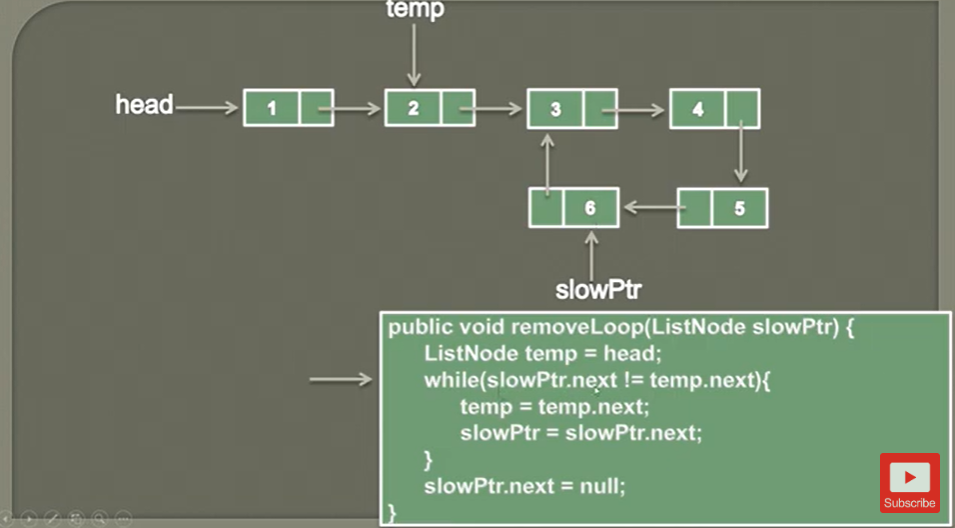 temp
head
1
2
3
4
6
5
slowPtr
public void removeLoop(ListNode slowPtr) {
ListNode temp = head;
while(slowPtr.next != temp.next){
temp = temp.next;
slowPtr = slowPtr.next;
}
slowPtr.next = null;
}
Subscribe